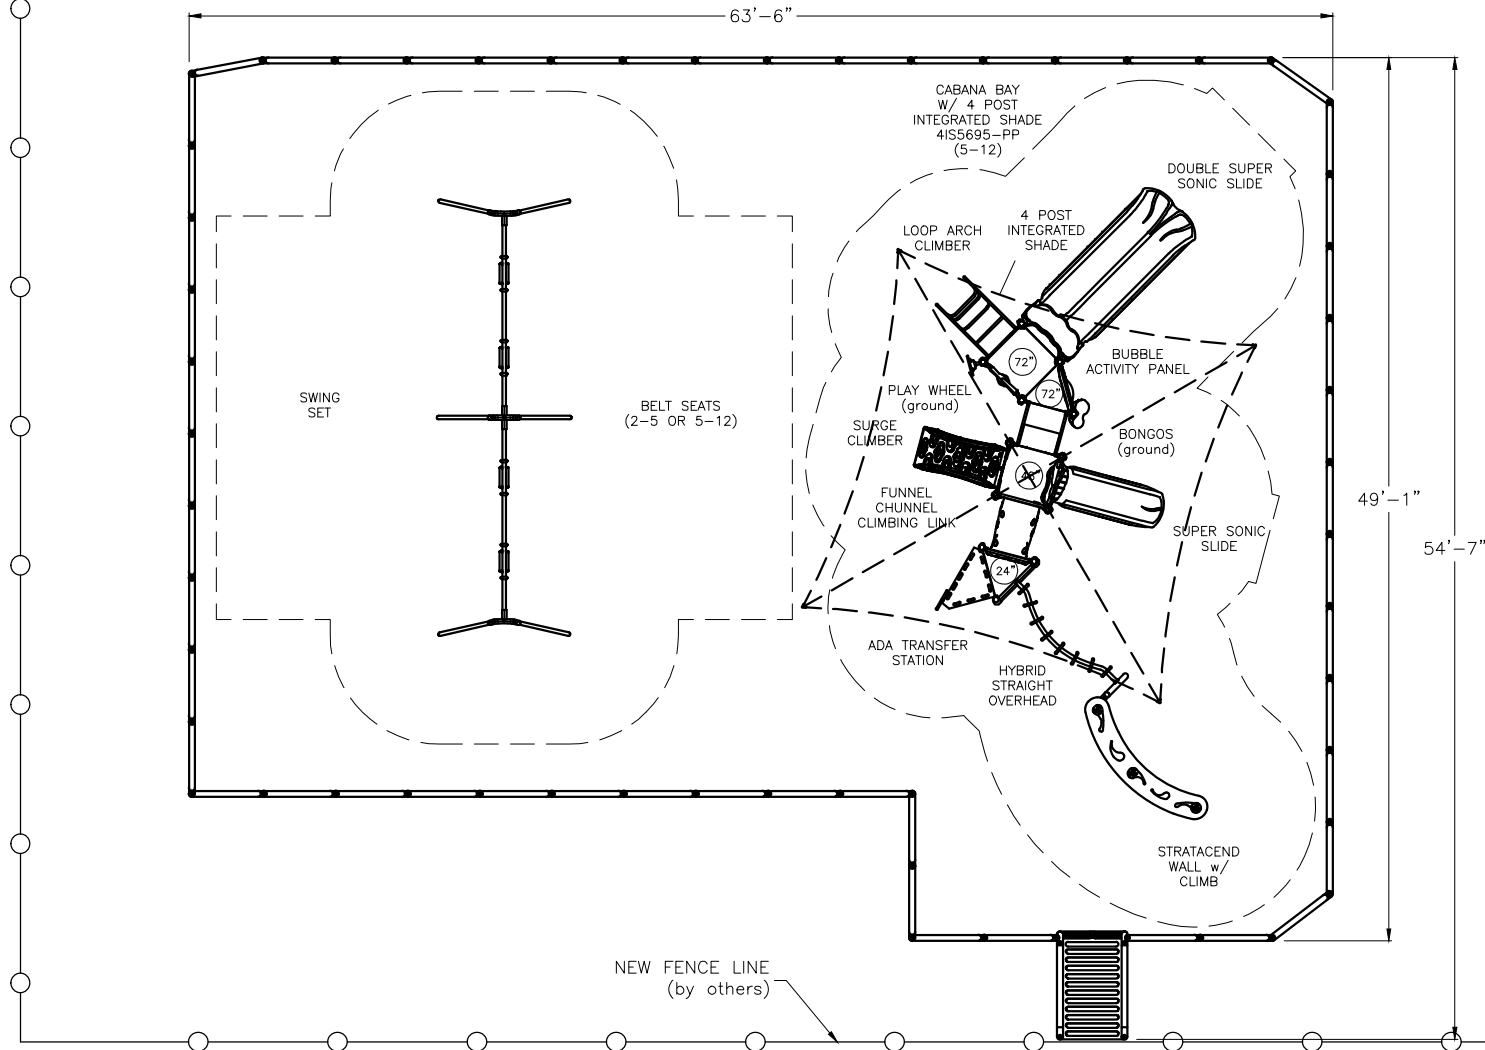 63'-6"
CABANA BAY
W/ 4 POST
INTEGRATED SHADE
4IS5695-PP
(5-12)
DOUBLE SUPER
SONIC SLIDE
4 POST
INTEGRATED
SHADE
LOOP ARCH
CLIMBER
72"
BUBBLE
ACTIVITY PANEL
72"
PLAY WHEEL
(ground)
SWING
SET
BELT SEATS
(2-5 OR 5-12)
SURGE
CLIMBER
BONGOS
(ground)
FUNNEL
CHUNNEL
CLIMBING LINK
49'-1"
SUPER SONIC
SLIDE
54'-7"
24"
ADA TRANSFER
STATION
HYBRID
STRAIGHT
OVERHEAD
STRATACEND
WALL w/
CLIMB
NEW FENCE LINE
(by others)